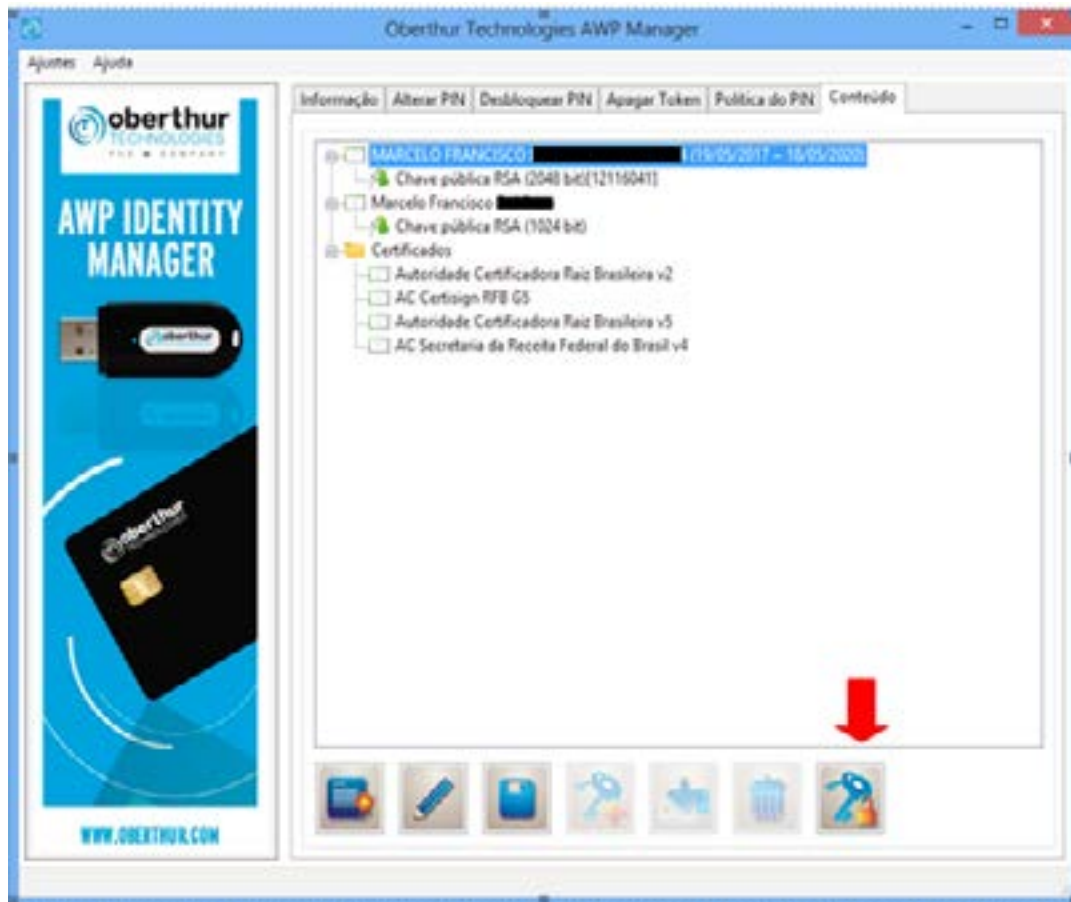 Oberthur Technologies AWP Manager
Ajustes Ajuda
Informação Alterar PIN Desbloquear PIN Apagar Token Política do PIN Conteúdo
oberthur
TECHNOLOGIES
THE M COMPANY
AWP IDENTITY
MANAGER
oberthur
oberthur
TECHNOLOGIES
WWW.OBERTHUR.COM
MARCELO FRANCISCO (19/05/2017 – 18/05/2020)
Chave pública RSA (2048 bit)[12116041]
Marcelo Francisco
Chave pública RSA (1024 bit)
Certificados
Autoridade Certificadora Raiz Brasileira v2
AC Certisign RFB G5
Autoridade Certificadora Raiz Brasileira v5
AC Secretaria da Receita Federal do Brasil v4